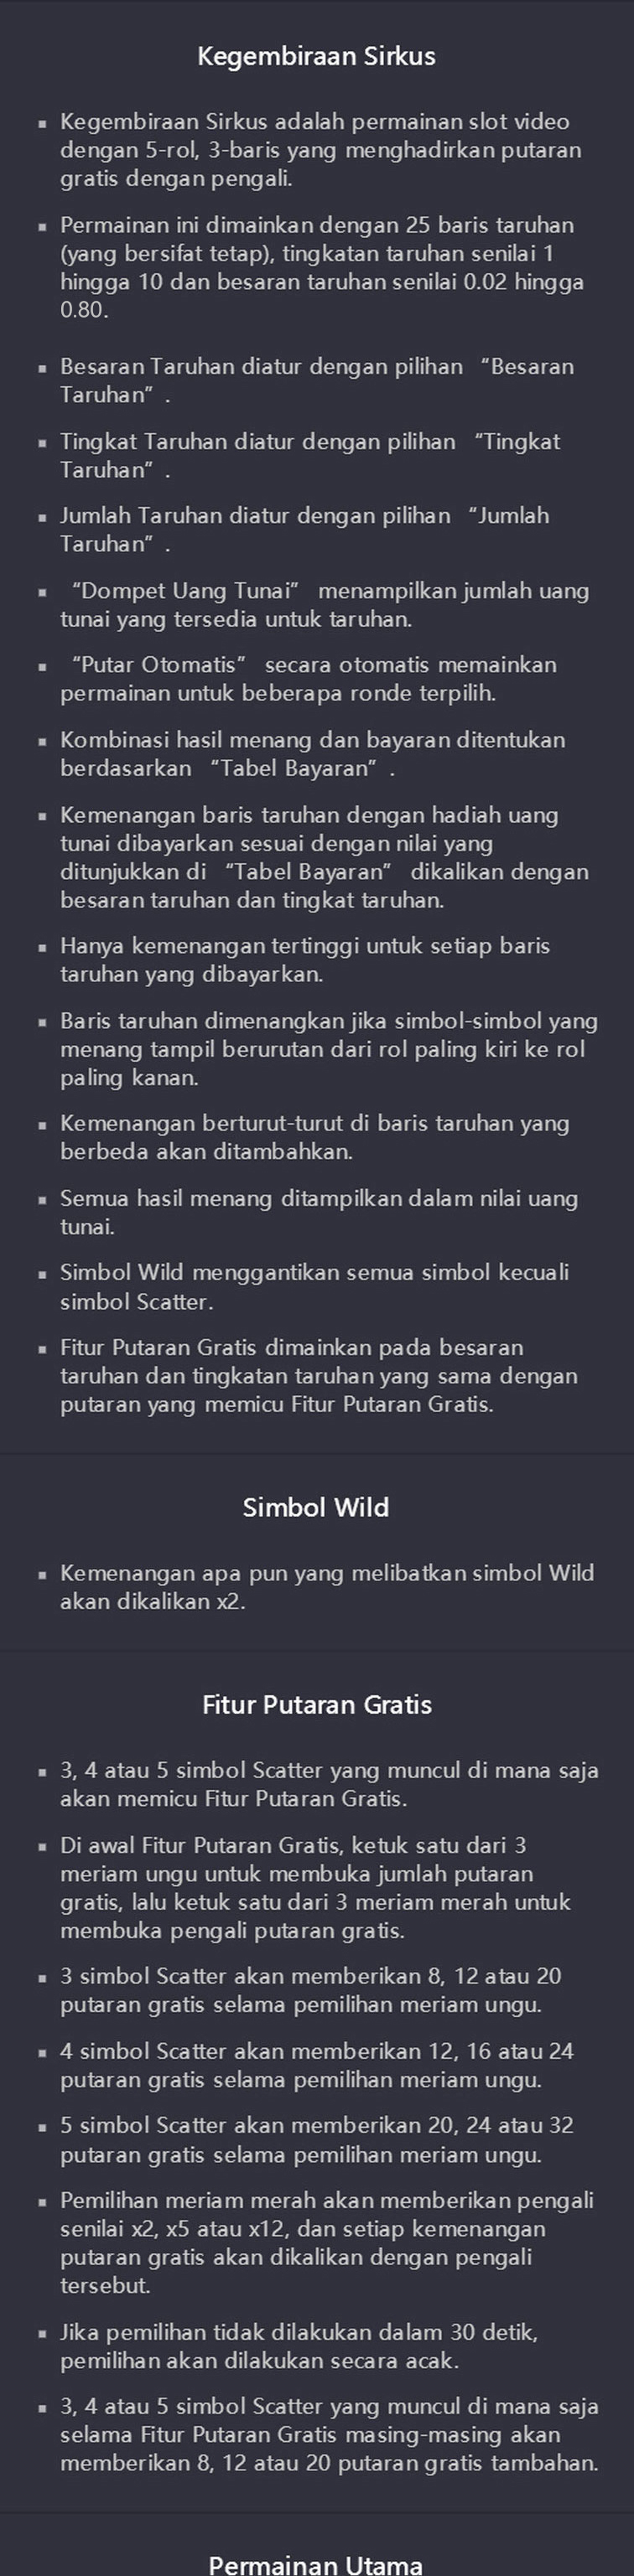 Kegembiraan Sirkus
▪ Kegembiraan Sirkus adalah permainan slot video
dengan 5-rol, 3-baris yang menghadirkan putaran
gratis dengan pengali.
▪ Permainan ini dimainkan dengan 25 baris taruhan
(yang bersifat tetap), tingkatan taruhan senilai 1
hingga 10 dan besaran taruhan senilai 0.02 hingga
0.80.
▪ Besaran Taruhan diatur dengan pilihan “Besaran
Taruhan” .
▪ Tingkat Taruhan diatur dengan pilihan “Tingkat
Taruhan” .
▪ Jumlah Taruhan diatur dengan pilihan “Jumlah
Taruhan” .
▪ “Dompet Uang Tunai” menampilkan jumlah uang
tunai yang tersedia untuk taruhan.
▪ “Putar Otomatis” secara otomatis memainkan
permainan untuk beberapa ronde terpilih.
▪ Kombinasi hasil menang dan bayaran ditentukan
berdasarkan “Tabel Bayaran” .
▪ Kemenangan baris taruhan dengan hadiah uang
tunai dibayarkan sesuai dengan nilai yang
ditunjukkan di “Tabel Bayaran” dikalikan dengan
besaran taruhan dan tingkat taruhan.
▪ Hanya kemenangan tertinggi untuk setiap baris
taruhan yang dibayarkan.
▪ Baris taruhan dimenangkan jika simbol-simbol yang
menang tampil berurutan dari rol paling kiri ke rol
paling kanan.
▪ Kemenangan berturut-turut di baris taruhan yang
berbeda akan ditambahkan.
▪ Semua hasil menang ditampilkan dalam nilai uang
tunai.
▪ Simbol Wild menggantikan semua simbol kecuali
simbol Scatter.
▪ Fitur Putaran Gratis dimainkan pada besaran
taruhan dan tingkatan taruhan yang sama dengan
putaran yang memicu Fitur Putaran Gratis.
Simbol Wild
▪ Kemenangan apa pun yang melibatkan simbol Wild
akan dikalikan x2.
Fitur Putaran Gratis
▪ 3, 4 atau 5 simbol Scatter yang muncul di mana saja
akan memicu Fitur Putaran Gratis.
▪ Di awal Fitur Putaran Gratis, ketuk satu dari 3
meriam ungu untuk membuka jumlah putaran
gratis, lalu ketuk satu dari 3 meriam merah untuk
membuka pengali putaran gratis.
▪ 3 simbol Scatter akan memberikan 8, 12 atau 20
putaran gratis selama pemilihan meriam ungu.
▪ 4 simbol Scatter akan memberikan 12, 16 atau 24
putaran gratis selama pemilihan meriam ungu.
▪ 5 simbol Scatter akan memberikan 20, 24 atau 32
putaran gratis selama pemilihan meriam ungu.
▪ Pemilihan meriam merah akan memberikan pengali
senilai x2, x5 atau x12, dan setiap kemenangan
putaran gratis akan dikalikan dengan pengali
tersebut.
▪ Jika pemilihan tidak dilakukan dalam 30 detik,
pemilihan akan dilakukan secara acak.
▪ 3, 4 atau 5 simbol Scatter yang muncul di mana saja
selama Fitur Putaran Gratis masing-masing akan
memberikan 8, 12 atau 20 putaran gratis tambahan.
Permainan Utama